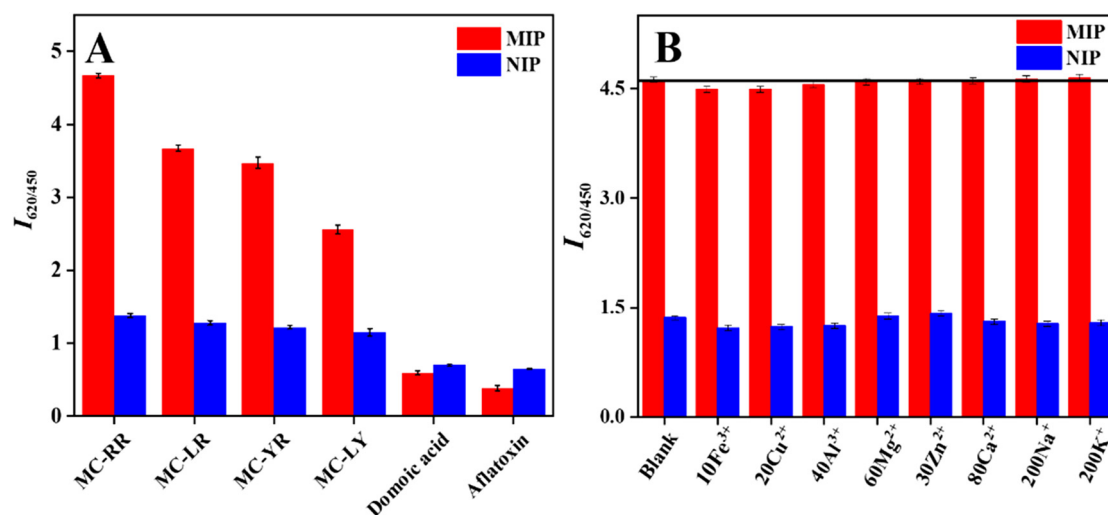 A
MIP
NIP
I620/450
5
4
3
2
1
0
MC-RR
MC-LR
MC-YR
MC-LY
Domoic acid
Aflatoxin
B
MIP
NIP
I620/450
4.5
3.0
1.5
0.0
Blank
10Fe3+
20Cu2+
40Al3+
60Mg2+
30Zn2+
80Ca2+
200Na+
200K+